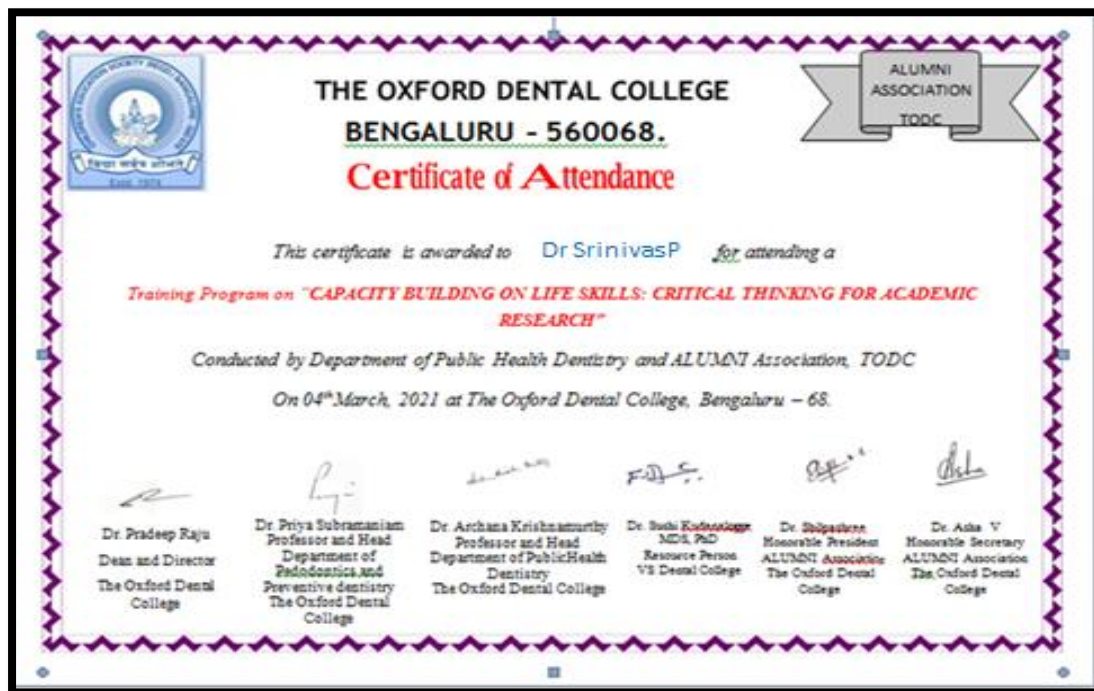 THE OXFORD DENTAL COLLEGE
BENGALURU - 560068.
ALUMNI
ASSOCIATION
TODC
Certificate of Attendance
This certificate is awarded to Dr SrinivasP for attending a
Training Program on "CAPACITY BUILDING ON LIFE SKILLS: CRITICAL THINKING FOR ACADEMIC
RESEARCH"
Conducted by Department of Public Health Dentistry and ALUMNI Association, TODC
On 04th March, 2021 at The Oxford Dental College, Bengaluru – 68.
Dr. Pradeep Raju
Dean and Director
The Oxford Dental
College
Dr. Priya Subramaniam
Professor and Head
Department of
Pedodontics and
Preventive dentistry
The Oxford Dental
College
Dr. Archana Krishnamurthy
Professor and Head
Department of PublicHealth
Dentistry
The Oxford Dental College
Dr.
MDS, PhD
Resource Person
VS Dental College
Dr. Shilpashree
Honorable President
ALUMNI Association
The Oxford Dental
College
Dr. Asha V
Honorable Secretary
ALUMNI Association
The, Oxford Dental
College